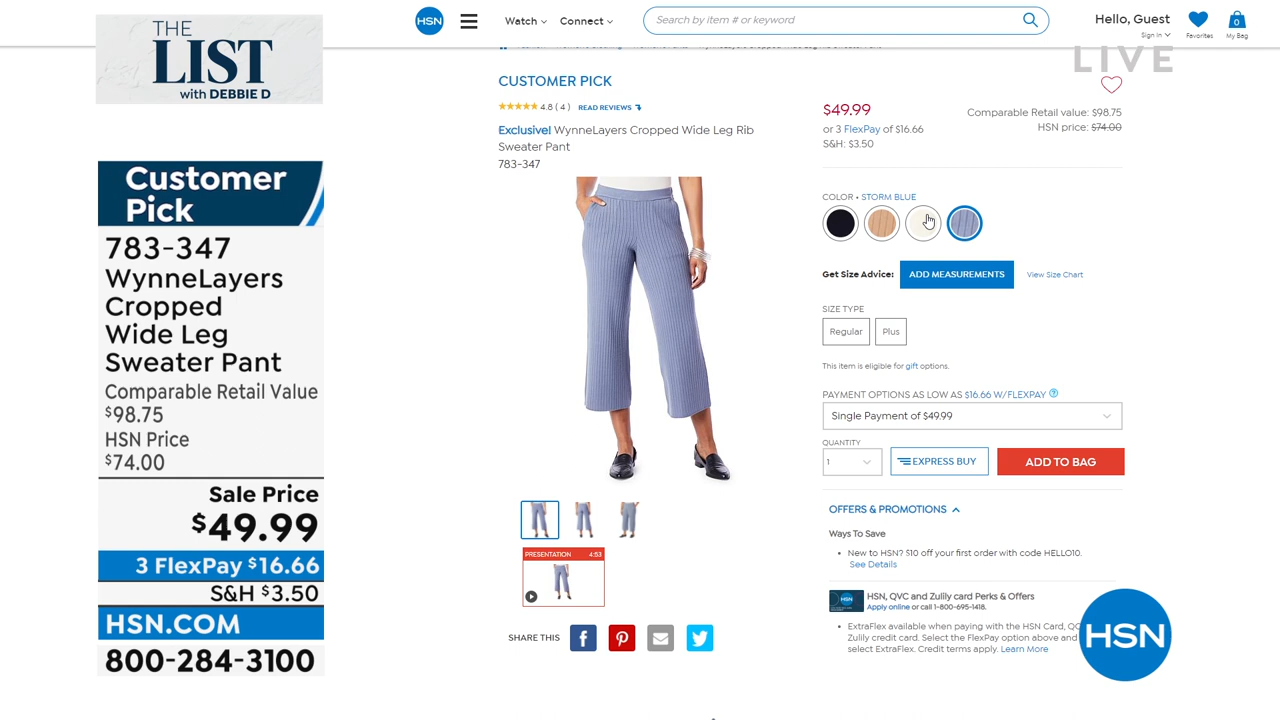 THE
LIST
with DEBBIE D
Customer
Pick
783-347
WynneLayers
Cropped
Wide Leg
Sweater Pant
Comparable Retail Value
$98.75
HSN Price
$74.00
Sale Price
$49.99
3 FlexPay $16.66
S&H $3.50
HSN.COM
800-284-3100
HSN
Watch
Connect
Search by item # or keyword
Hello, Guest
Sign In
Favorites
0
My Bag
LIVE
CUSTOMER PICK
4.8 ( 4 ) READ REVIEWS
Exclusive! WynneLayers Cropped Wide Leg Rib
Sweater Pant
783-347
PRESENTATION 4:53
SHARE THIS
$49.99
or 3 FlexPay of $16.66
S&H: $3.50
Comparable Retail value: $98.75
HSN price: $74.00
COLOR • STORM BLUE
Get Size Advice: ADD MEASUREMENTS View Size Chart
SIZE TYPE
Regular Plus
This item is eligible for gift options.
PAYMENT OPTIONS AS LOW AS $16.66 W/FLEXPAY ?
Single Payment of $49.99
QUANTITY
1 EXPRESS BUY ADD TO BAG
OFFERS & PROMOTIONS
Ways To Save
• New to HSN? $10 off your first order with code HELLO10.
See Details
HSN, QVC and Zulily card Perks & Offers
Apply online or call 1-800-695-1418.
• ExtraFlex available when paying with the HSN Card,
Zulily credit card. Select the FlexPay option above and
select ExtraFlex. Credit terms apply. Learn More
HSN